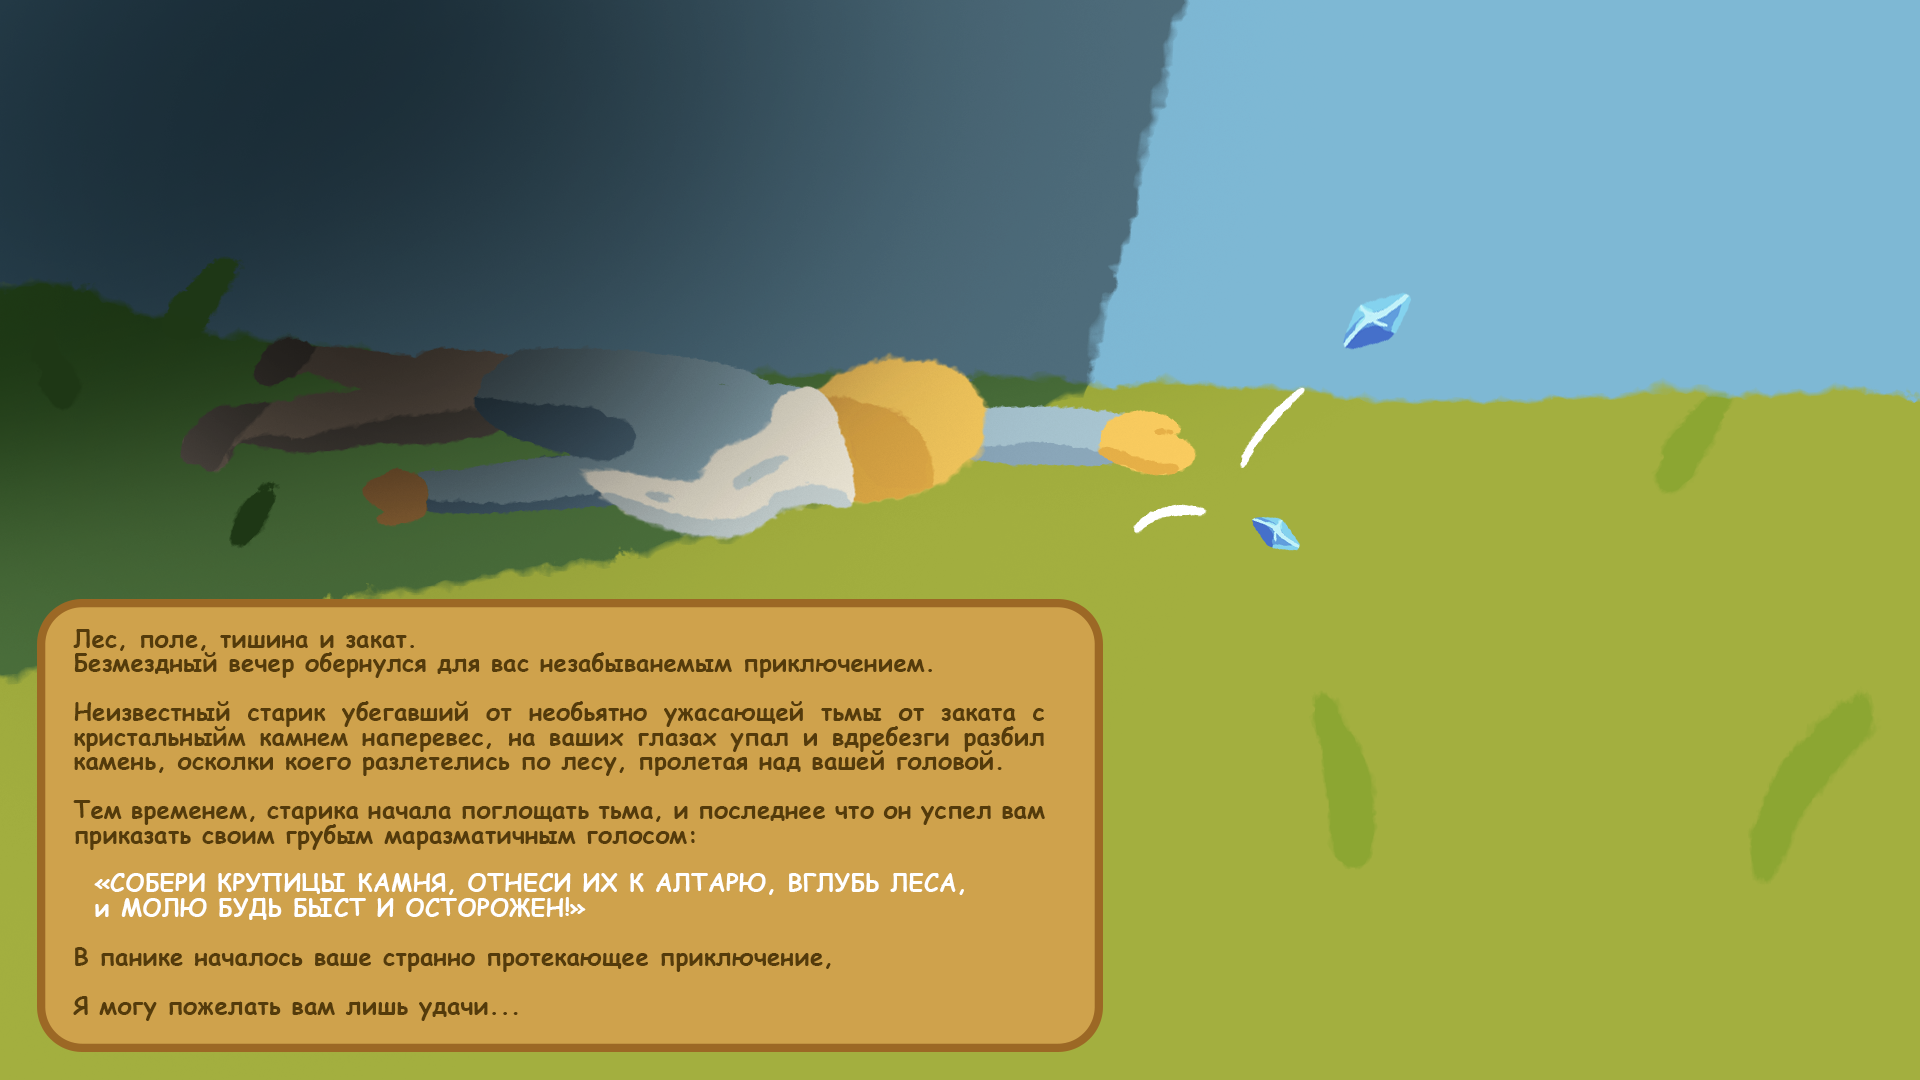 Лес, поле, тишина и закат.
Безмездный вечер обернулся для вас незабыванемым приключением.
Неизвестный старик убегавший от необьятно ужасающей тьмы от заката с
кристальныйм камнем наперевес, на ваших глазах упал и вдребезги разбил
камень, осколки коего разлетелись по лесу, пролетая над вашей головой.
Тем временем, старика начала поглощать тьма, и последнее что он успел вам
приказать своим грубым маразматичным голосом:
«СОБЕРИ КРУПИЦЫ КАМНЯ, ОТНЕСИ ИХ К АЛТАРЮ, ВГЛУБЬ ЛЕСА,
и МОЛЮ БУДЬ БЫСТ И ОСТОРОЖЕН!»
В панике началось ваше странно протекающее приключение,
Я могу пожелать вам лишь удачи...